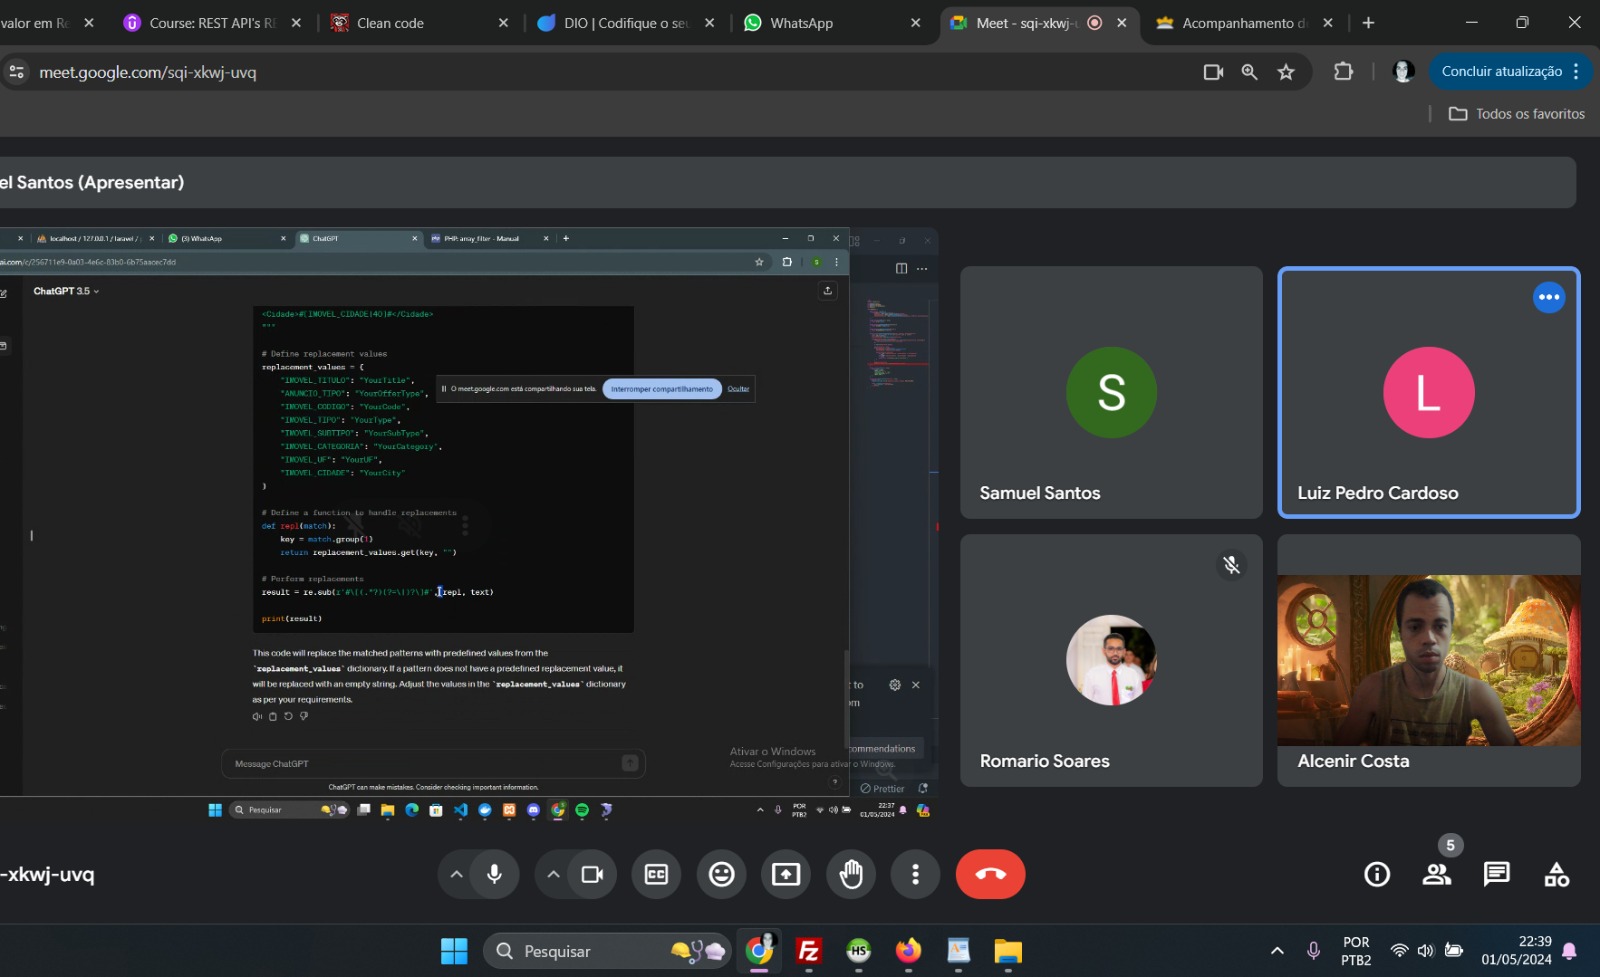 valor em Re
Course: REST API's RE
Clean code
DIO | Codifique o seu
WhatsApp
Meet - sqi-xkwj-u
Acompanhamento d
meet.google.com/sqi-xkwj-uvq
Concluir atualização
Todos os favoritos
el Santos (Apresentar)
localhost / 127.0.0.1 / laravel /
(3) WhatsApp
ChatGPT
PHP: array_filter - Manual
ai.com/c/256711e9-0a03-4e6c-83b0-6b75aacec7dd
S
ChatGPT 3.5
<Cidade>#[IMOVEL_CIDADE{40]#</Cidade>
"""
# Define replacement values
replacement_values = {
"IMOVEL_TITULO": "YourTitle",
"ANUNCIO_TIPO": "YourOfferType",
"IMOVEL_CODIGO": "YourCode",
"IMOVEL_TIPO": "YourType",
"IMOVEL_SUBTIPO": "YourSubType",
"IMOVEL_CATEGORIA": "YourCategory",
"IMOVEL_UF": "YourUF",
"IMOVEL_CIDADE": "YourCity"
}
O meet.google.com está compartilhando sua tela.
Interromper compartilhamento
Ocultar
# Define a function to handle replacements
def repl(match):
key = match.group(1)
return replacement_values.get(key, "")
# Perform replacements
result = re.sub(
repl, text)
print(result)
This code will replace the matched patterns with predefined values from the
`replacement_values` dictionary. If a pattern does not have a predefined replacement value, it
will be replaced with an empty string. Adjust the values in the `replacement_values` dictionary
as per your requirements.
Message ChatGPT
ChatGPT can make mistakes. Consider checking important information.
?
Ativar o Windows
Acesse Configurações para ativar o Windows.
t to
om
ommendations
Prettier
Pesquisar
POR
PTB2
22:37
01/05/2024
S
Samuel Santos
L
Luiz Pedro Cardoso
Romario Soares
Alcenir Costa
-xkwj-uvq
CC
5
Pesquisar
FZ
HS
POR
PTB2
22:39
01/05/2024